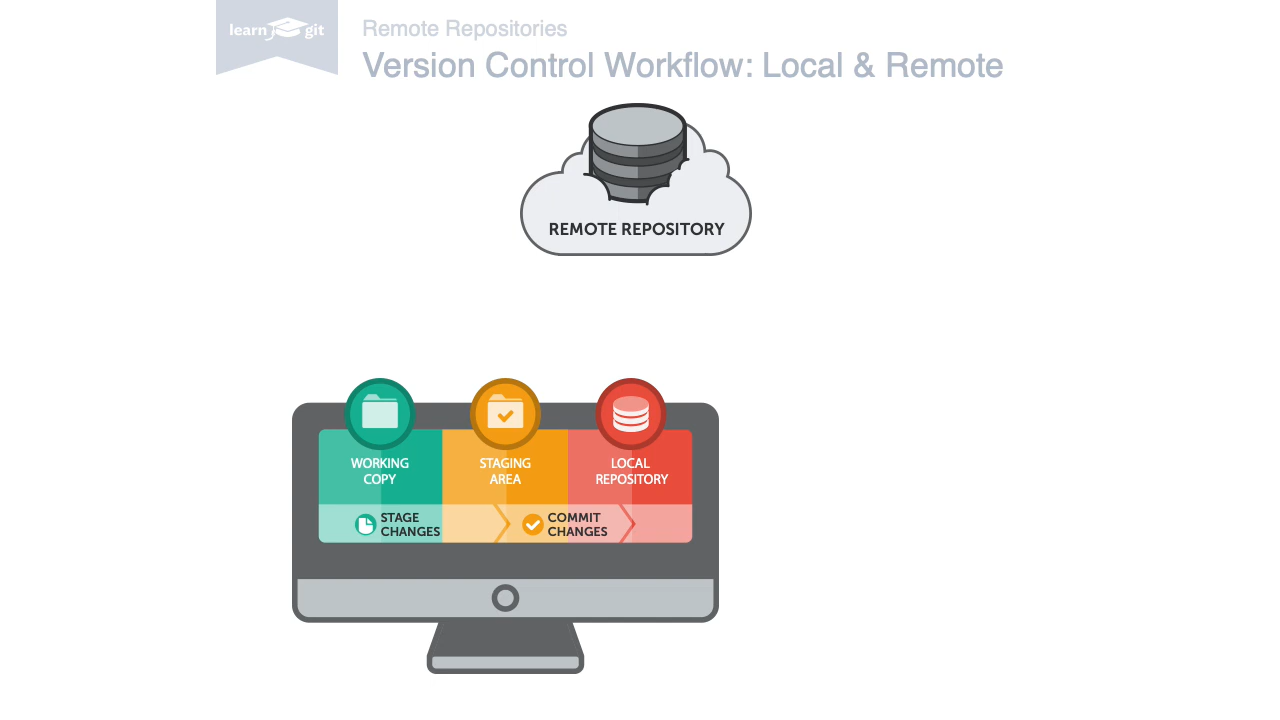 learn git
Remote Repositories
Version Control Workflow: Local & Remote
REMOTE REPOSITORY
WORKING
COPY
STAGING
AREA
LOCAL
REPOSITORY
STAGE
CHANGES
COMMIT
CHANGES